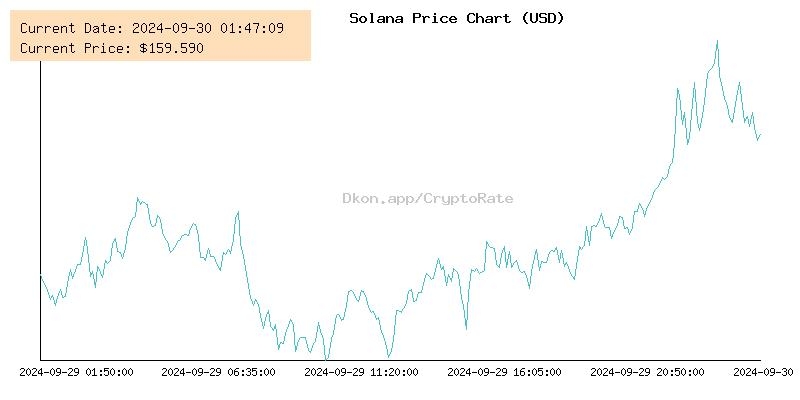 Solana Price Chart (USD)
Current Date: 2024-09-30 01:47:09
Current Price: $159.590
Dkon.app/CryptoRate
2024-09-29 01:50:00 2024-09-29 06:35:00 2024-09-29 11:20:00 2024-09-29 16:05:00 2024-09-29 20:50:00 2024-09-30